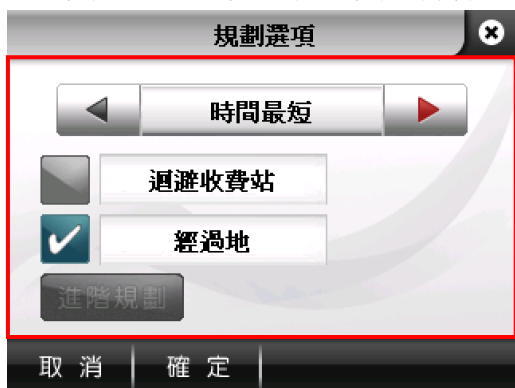 規劃選項
時間最短
迴避收費站
經過地
進階規劃
取消 確定